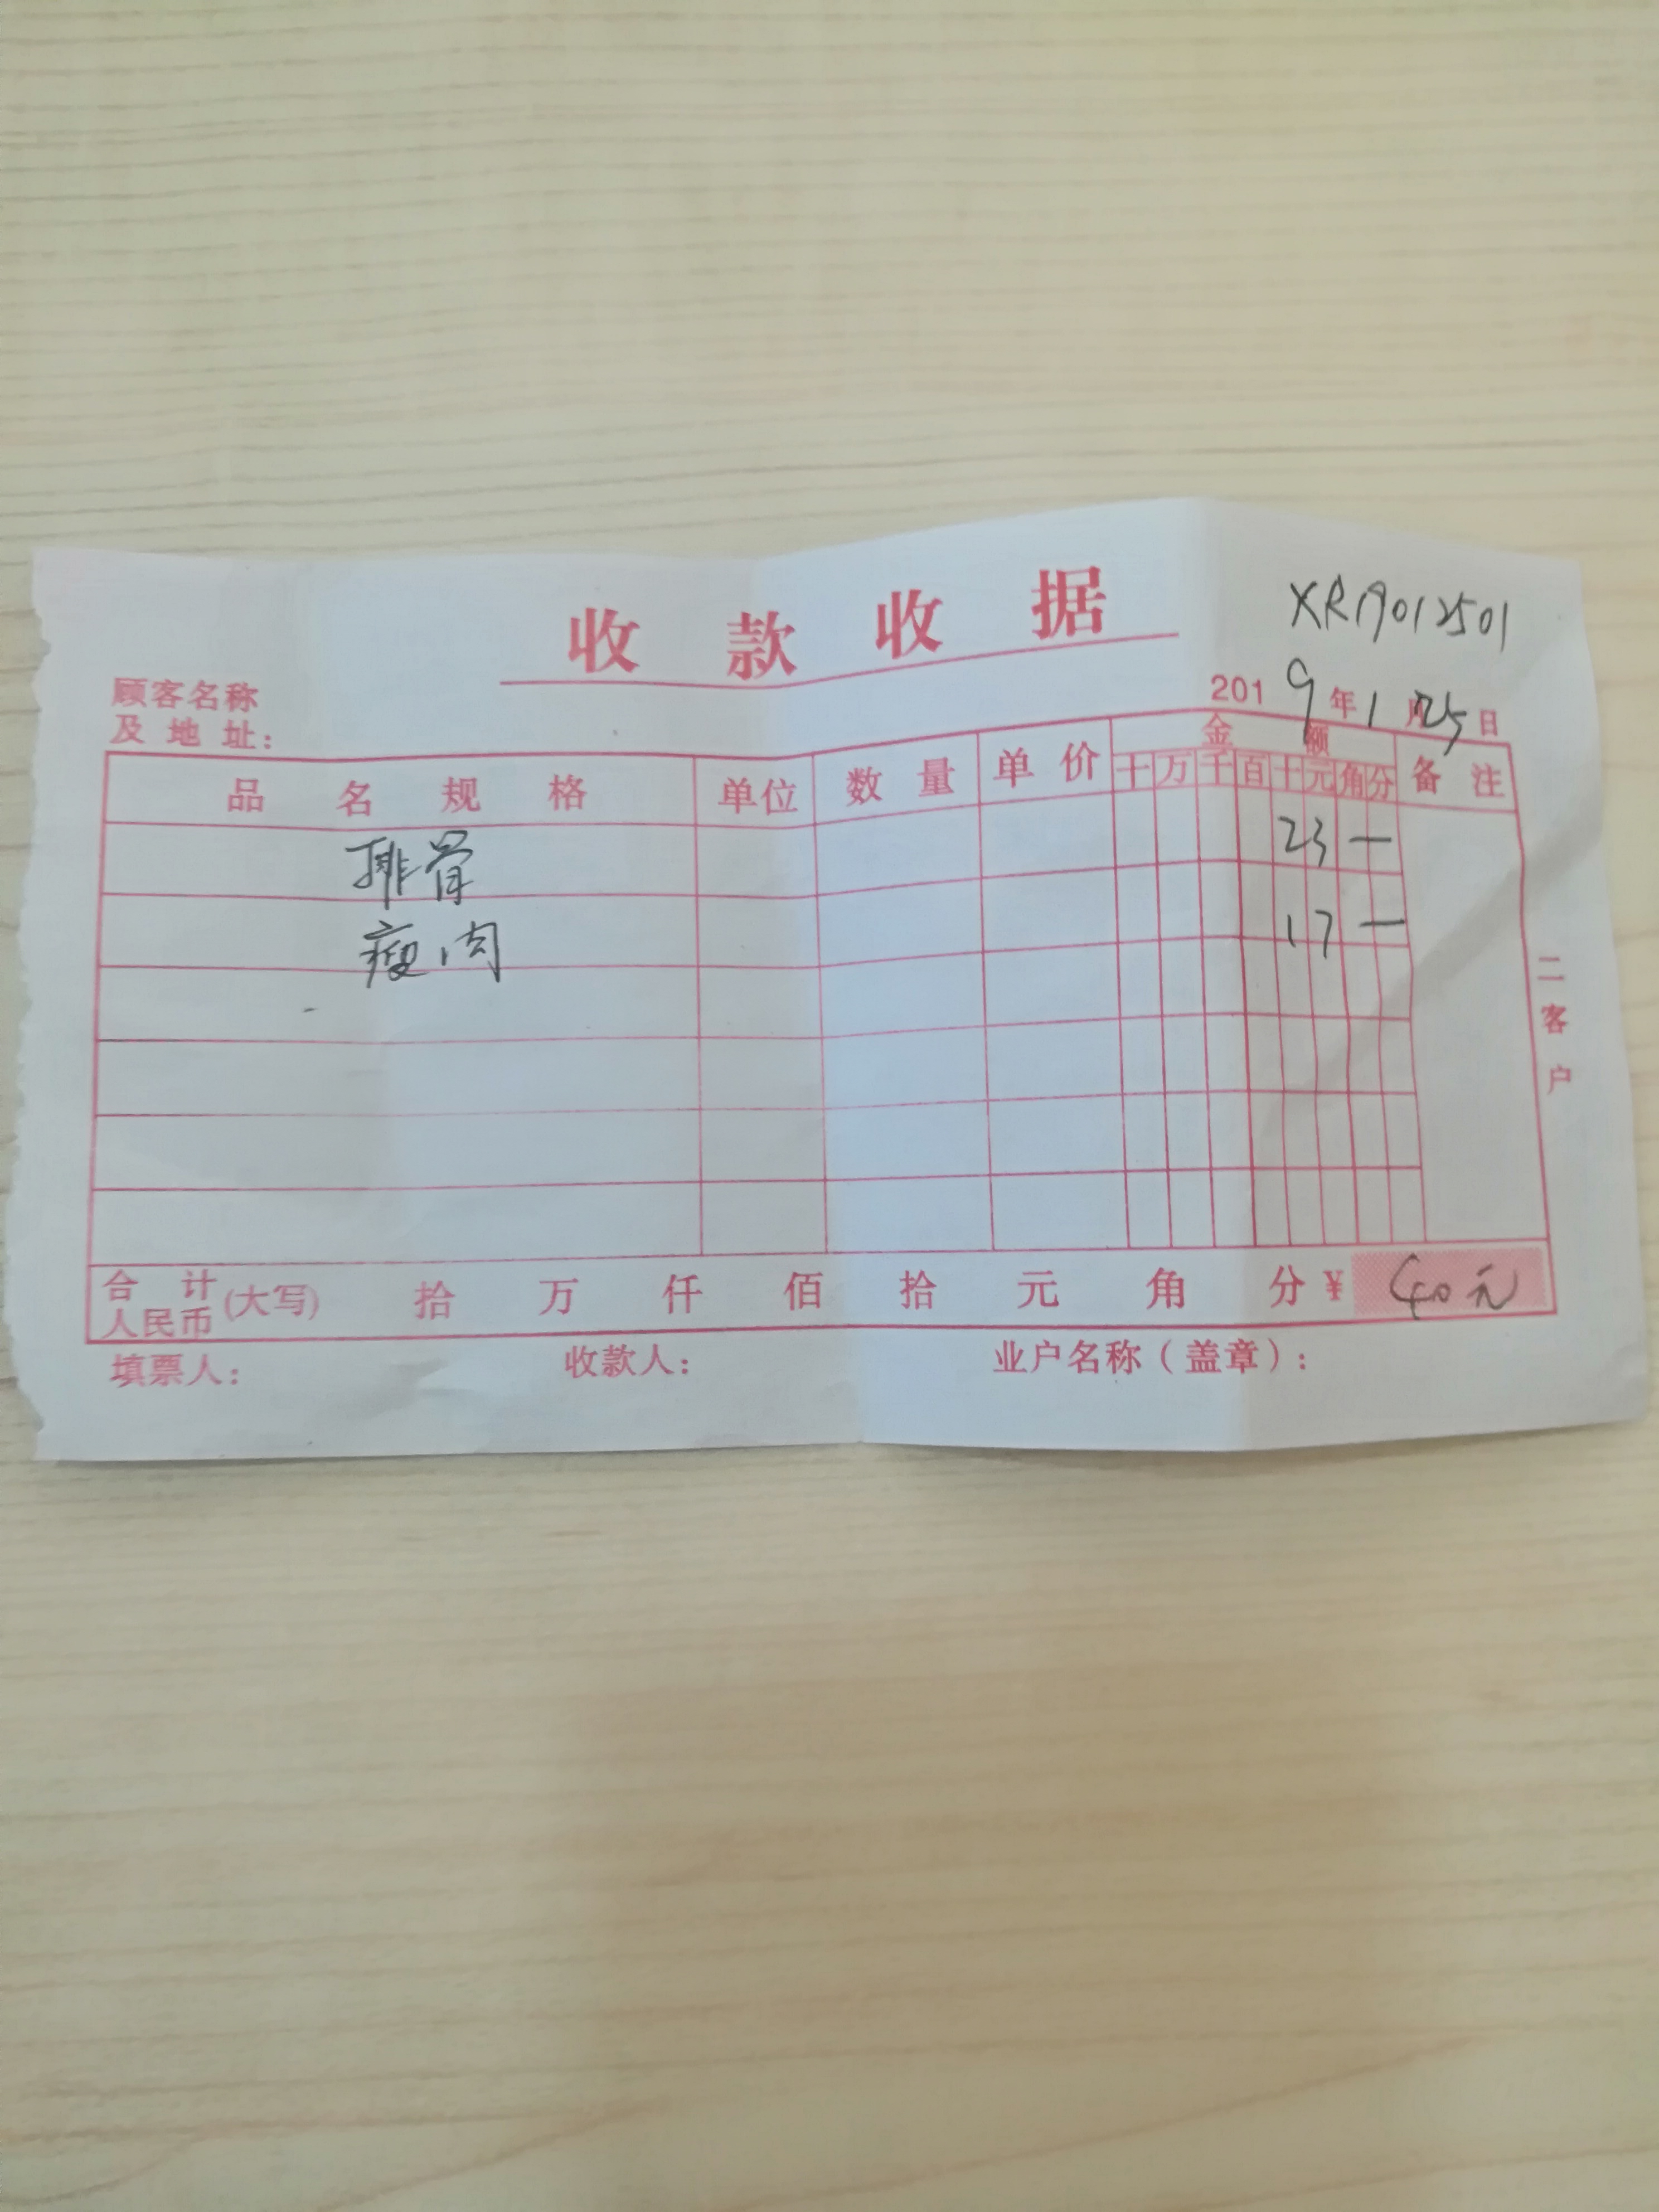 收款收据
XR19012501
顾客名称
及地址：
2019年1月25日
品名规格 单位 数量 单价 金额 备注
十万千百十元角分
排骨 23 —
瘦肉 17 —
二客户
合计
人民币 (大写) 拾 万 仟 佰 拾 元 角 分 ¥ 40元
填票人： 收款人： 业户名称（盖章）：